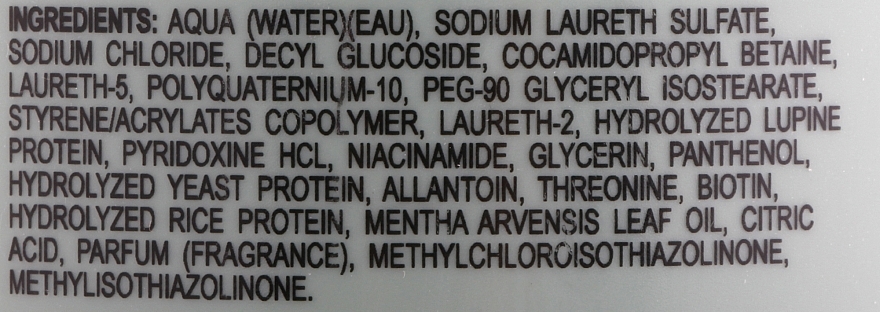 INGREDIENTS: AQUA (WATER)(EAU), SODIUM LAURETH SULFATE,
SODIUM CHLORIDE, DECYL GLUCOSIDE, COCAMIDOPROPYL BETAINE,
LAURETH-5, POLYQUATERNIUM-10, PEG-90 GLYCERYL ISOSTEARATE,
STYRENE/ACRYLATES COPOLYMER, LAURETH-2, HYDROLYZED LUPINE
PROTEIN, PYRIDOXINE HCL, NIACINAMIDE, GLYCERIN, PANTHENOL,
HYDROLYZED YEAST PROTEIN, ALLANTOIN, THREONINE, BIOTIN,
HYDROLYZED RICE PROTEIN, MENTHA ARVENSIS LEAF OIL, CITRIC
ACID, PARFUM (FRAGRANCE), METHYLCHLOROISOTHIAZOLINONE,
METHYLISOTHIAZOLINONE.